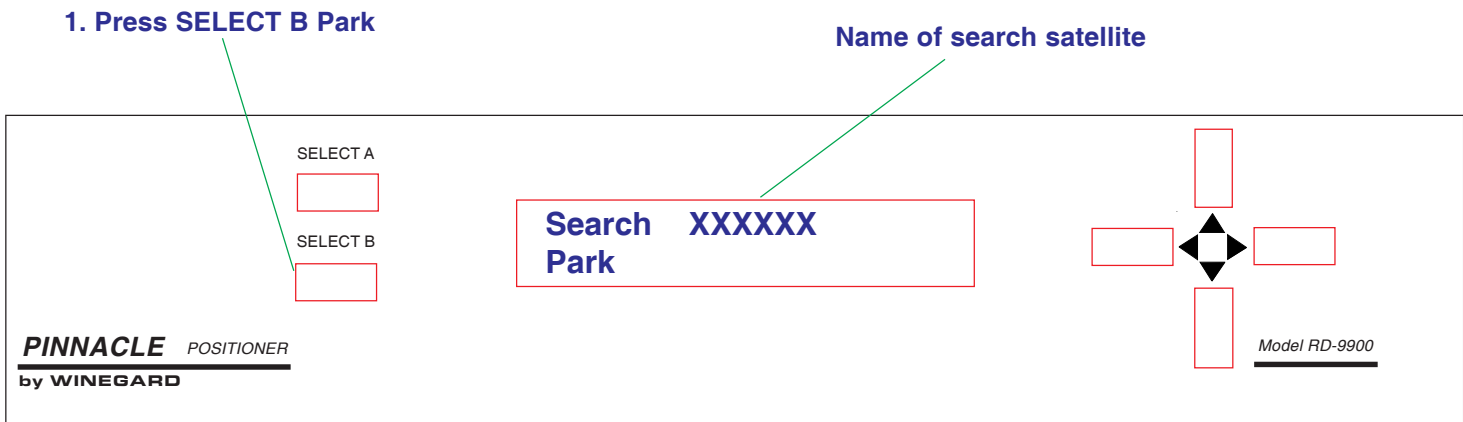 1. Press SELECT B Park
Name of search satellite
SELECT A
SELECT B
Search XXXXXX
Park
PINNACLE POSITIONER
by WINEGARD
Model RD-9900